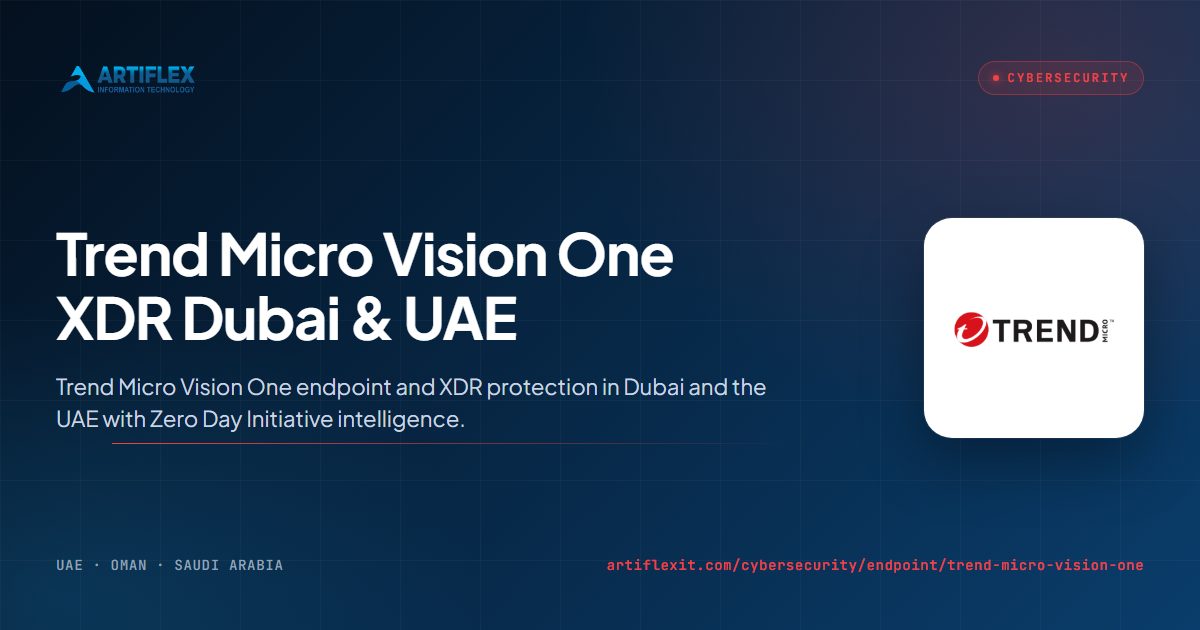 ARTIFLEX
INFORMATION TECHNOLOGY
CYBERSECURITY
Trend Micro Vision One
XDR Dubai & UAE
Trend Micro Vision One endpoint and XDR protection in Dubai and the
UAE with Zero Day Initiative intelligence.
TREND MICRO™
UAE · OMAN · SAUDI ARABIA
artiflexit.com/cybersecurity/endpoint/trend-micro-vision-one